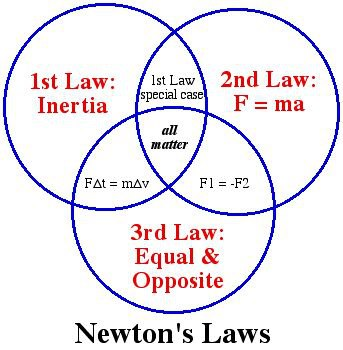 1st Law:
Inertia
1st Law
special case
2nd Law:
F = ma
all
matter
FΔt = mΔv
F1 = -F2
3rd Law:
Equal &
Opposite
Newton's Laws